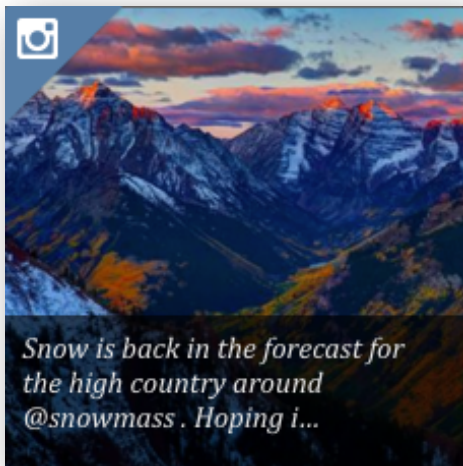 Snow is back in the forecast for
the high country around
@snowmass . Hoping i...